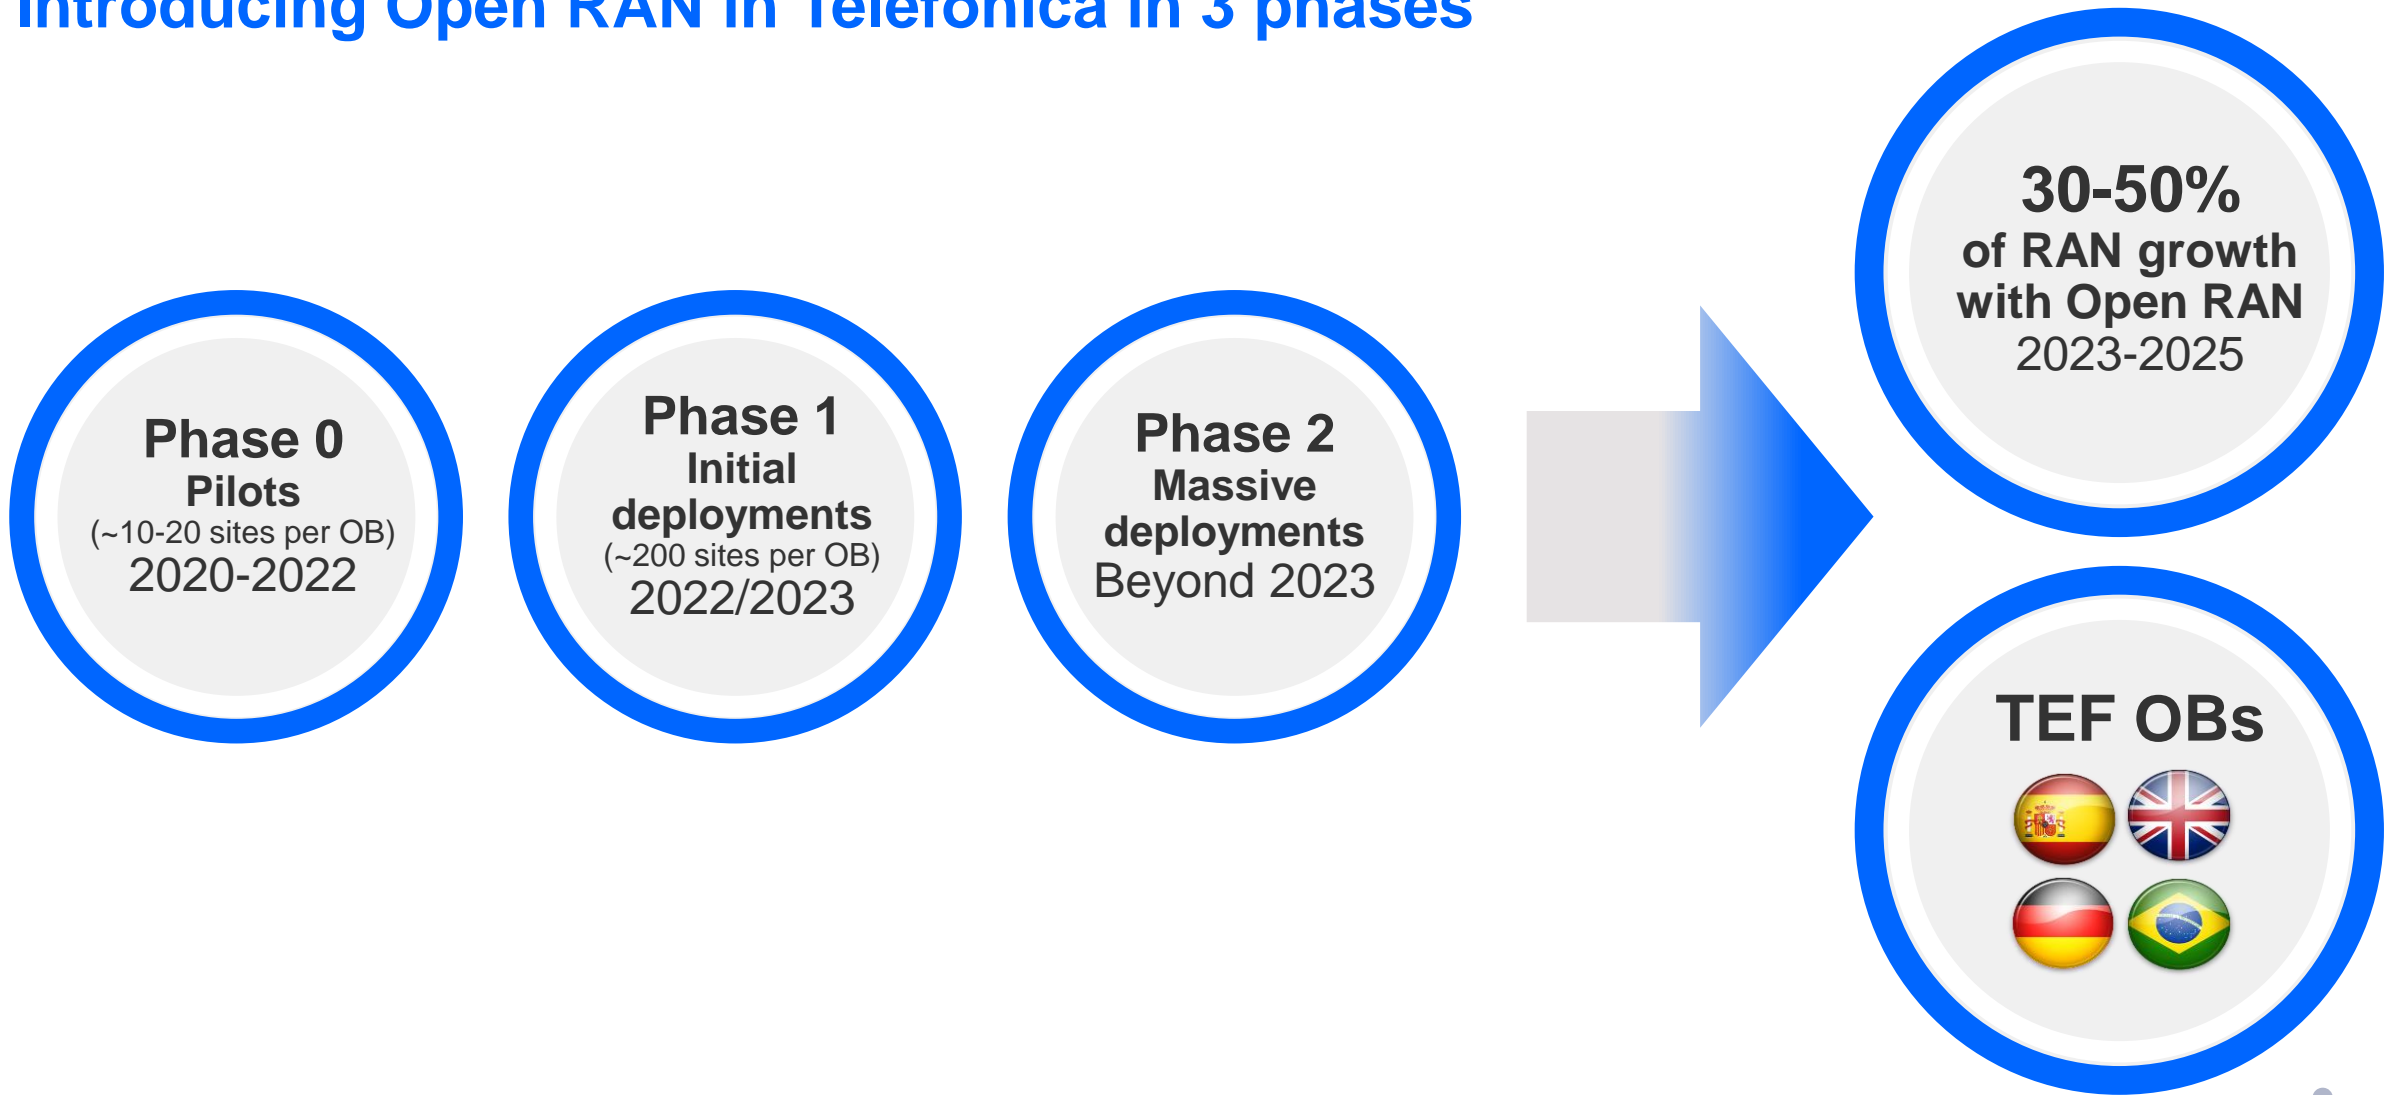 Introducing Open RAN in Telefónica in 3 phases
Phase 0
Pilots
(~10-20 sites per OB)
2020-2022
Phase 1
Initial
deployments
(~200 sites per OB)
2022/2023
Phase 2
Massive
deployments
Beyond 2023
30-50%
of RAN growth
with Open RAN
2023-2025
TEF OBs